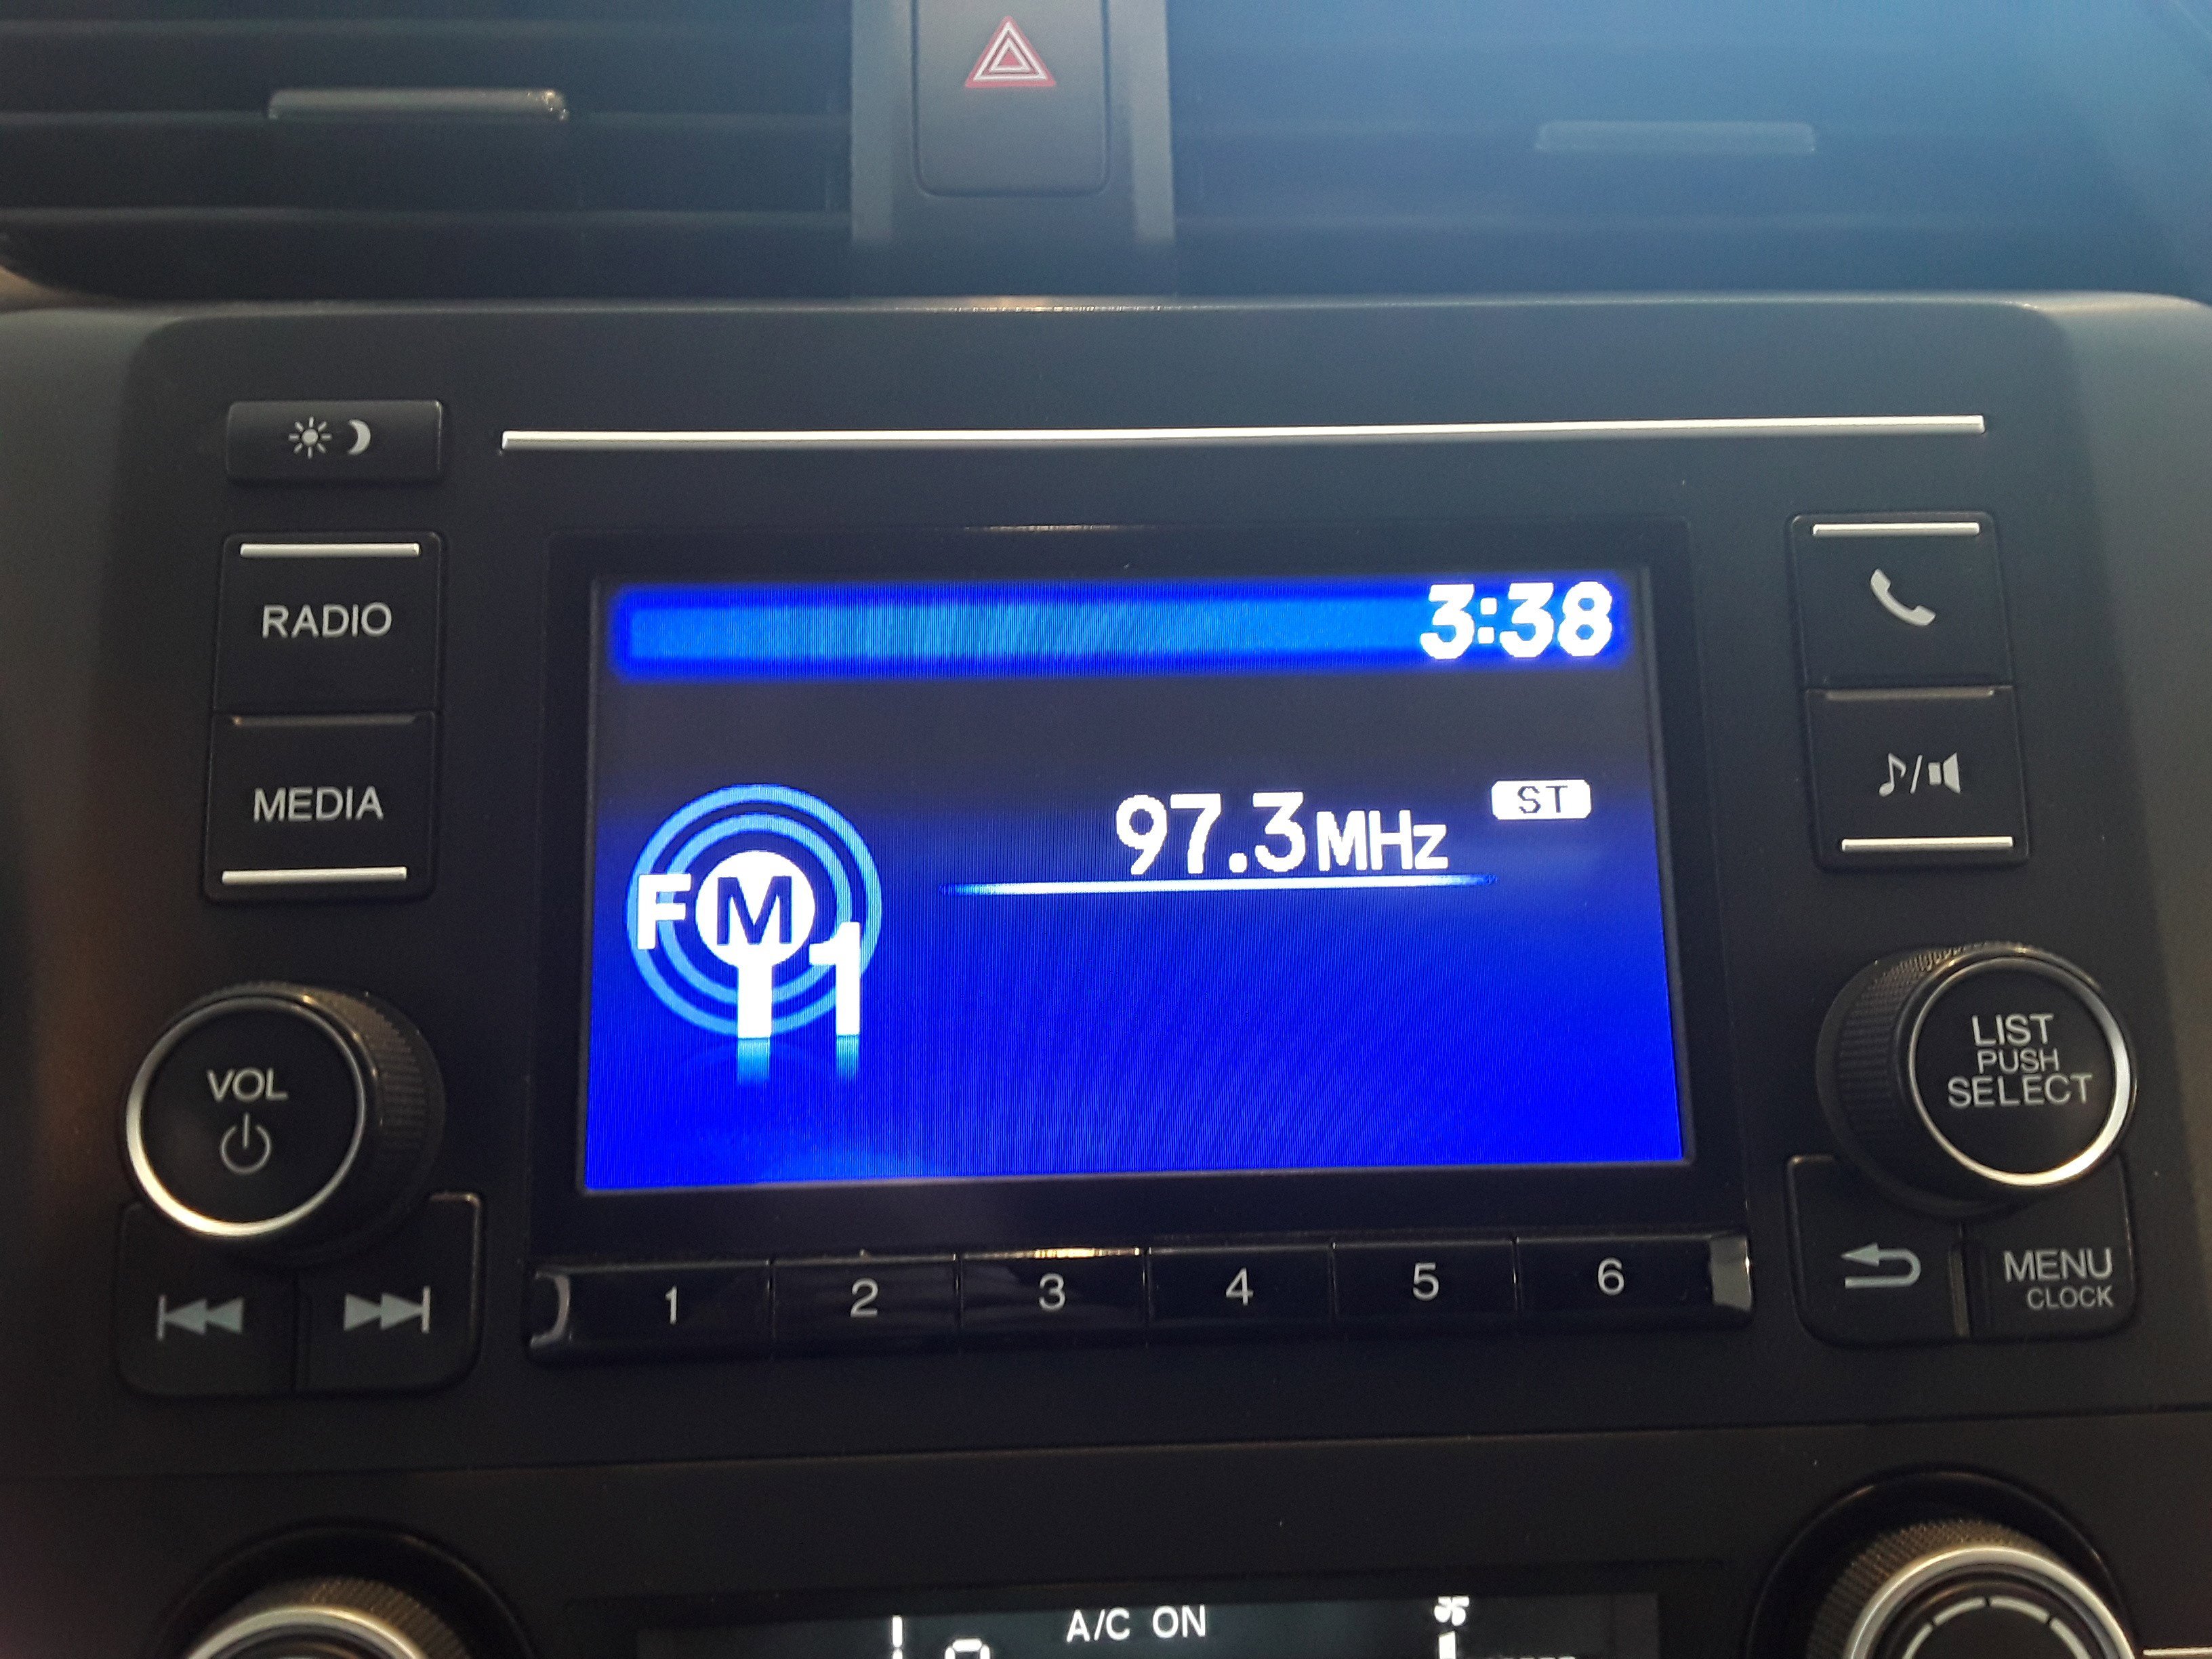 3:38
RADIO
MEDIA
97.3MHz
ST
FM
1
VOL
LIST
PUSH
SELECT
MENU
CLOCK
1 2 3 4 5 6
A/C ON